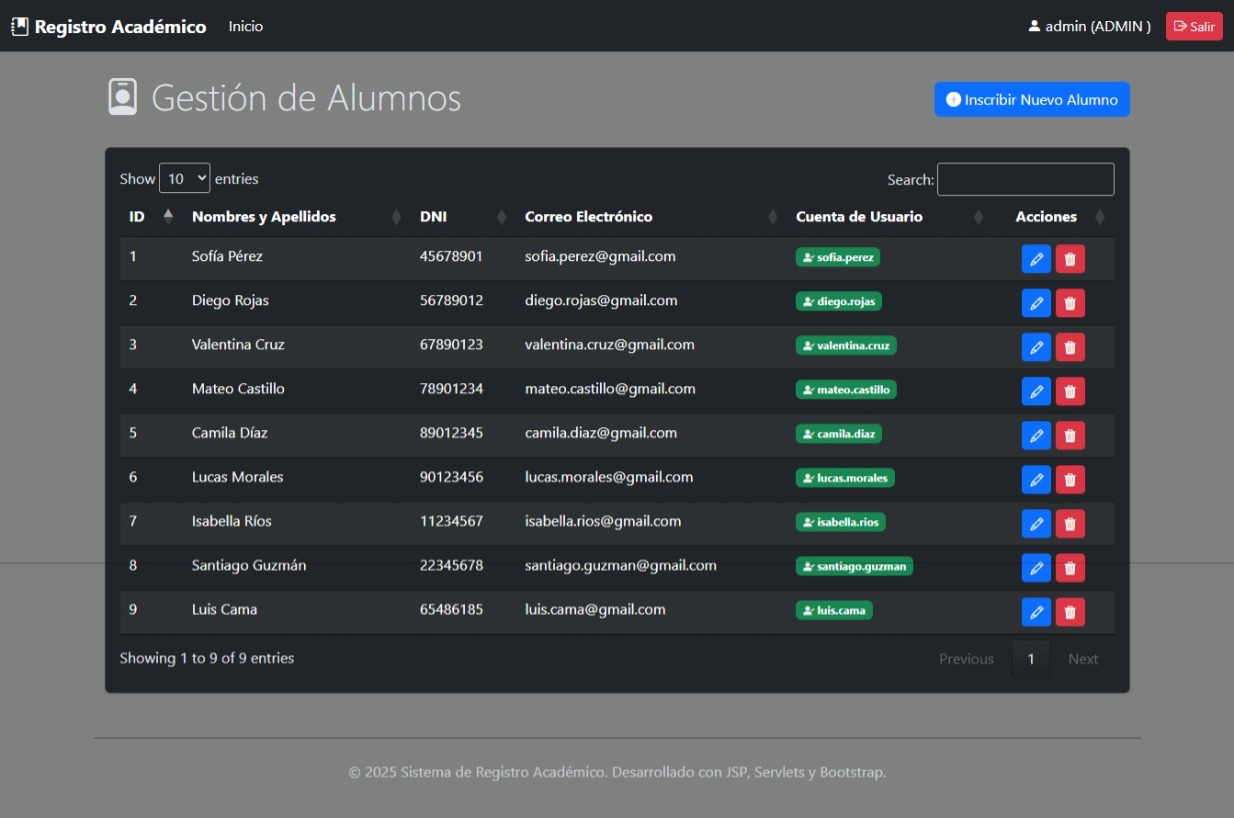 Registro Académico Inicio admin (ADMIN ) Salir
Gestión de Alumnos Inscribir Nuevo Alumno
Show 10 entries Search:
ID Nombres y Apellidos DNI Correo Electrónico Cuenta de Usuario Acciones
1 Sofía Pérez 45678901 sofia.perez@gmail.com sofia.perez
2 Diego Rojas 56789012 diego.rojas@gmail.com diego.rojas
3 Valentina Cruz 67890123 valentina.cruz@gmail.com valentina.cruz
4 Mateo Castillo 78901234 mateo.castillo@gmail.com mateo.castillo
5 Camila Díaz 89012345 camila.diaz@gmail.com camila.diaz
6 Lucas Morales 90123456 lucas.morales@gmail.com lucas.morales
7 Isabella Ríos 11234567 isabella.rios@gmail.com isabella.rios
8 Santiago Guzmán 22345678 santiago.guzman@gmail.com santiago.guzman
9 Luis Cama 65486185 luis.cama@gmail.com luis.cama
Showing 1 to 9 of 9 entries Previous 1 Next
© 2025 Sistema de Registro Académico. Desarrollado con JSP, Servlets y Bootstrap.